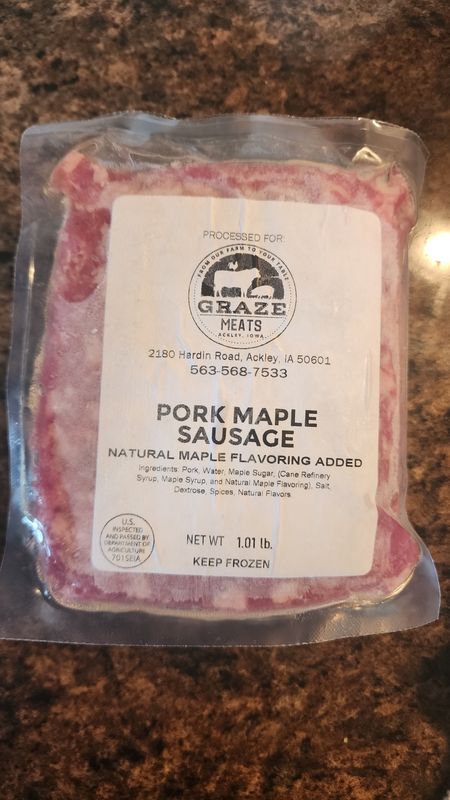 PROCESSED FOR:
FROM OUR FARM TO YOUR TABLE
GRAZE
MEATS
ACKLEY, IOWA
2180 Hardin Road, Ackley, IA 50601
563-568-7533
PORK MAPLE
SAUSAGE
NATURAL MAPLE FLAVORING ADDED
Ingredients: Pork, Water, Maple Sugar, (Cane Refinery
Syrup, Maple Syrup, and Natural Maple Flavoring), Salt,
Dextrose, Spices, Natural Flavors.
U.S.
INSPECTED
AND PASSED BY
DEPARTMENT OF
AGRICULTURE
701SEIA
NET WT 1.01 lb.
KEEP FROZEN